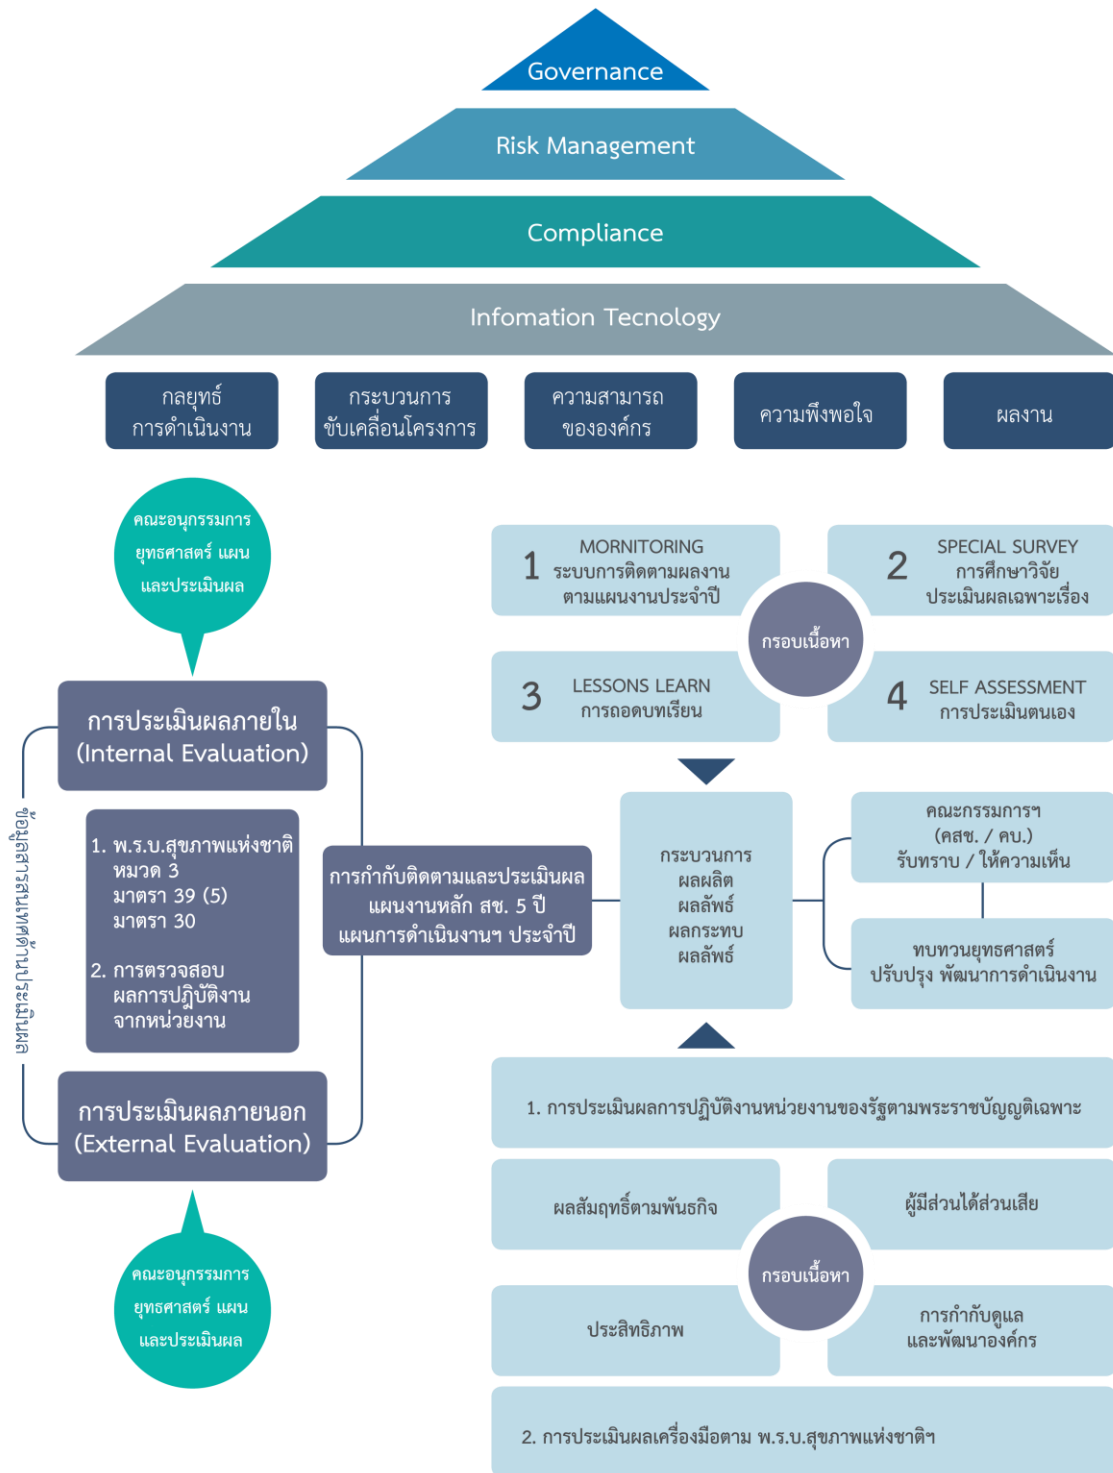 Governance
Risk Management
Compliance
Infomation Tecnology
กลยุทธ์
การดำเนินงาน
กระบวนการ
ขับเคลื่อนโครงการ
ความสามารถ
ขององค์กร
ความพึงพอใจ
ผลงาน
คณะอนุกรรมการ
ยุทธศาสตร์ แผน
และประเมินผล
การประเมินผลภายใน
(Internal Evaluation)
ข้อมูลสารสนเทศด้านประเมินผล
1. พ.ร.บ.สุขภาพแห่งชาติ
หมวด 3
มาตรา 39 (5)
มาตรา 30
2. การตรวจสอบ
ผลการปฎิบัติงาน
จากหน่วยงาน
การประเมินผลภายนอก
(External Evaluation)
คณะอนุกรรมการ
ยุทธศาสตร์ แผน
และประเมินผล
การกำกับติดตามและประเมินผล
แผนงานหลัก สช. 5 ปี
แผนการดำเนินงานฯ ประจำปี
1 MORNITORING
ระบบการติดตามผลงาน
ตามแผนงานประจำปี
2 SPECIAL SURVEY
การศึกษาวิจัย
ประเมินผลเฉพาะเรื่อง
กรอบเนื้อหา
3 LESSONS LEARN
การถอดบทเรียน
4 SELF ASSESSMENT
การประเมินตนเอง
กระบวนการ
ผลผลิต
ผลลัพธ์
ผลกระทบ
ผลลัพธ์
คณะกรรมการฯ
(คสช. / คบ.)
รับทราบ / ให้ความเห็น
ทบทวนยุทธศาสตร์
ปรับปรุง พัฒนาการดำเนินงาน
1. การประเมินผลการปฏิบัติงานหน่วยงานของรัฐตามพระราชบัญญติเฉพาะ
ผลสัมฤทธิ์ตามพันธกิจ
ผู้มีส่วนได้ส่วนเสีย
กรอบเนื้อหา
ประสิทธิภาพ
การกำกับดูแล
และพัฒนาองค์กร
2. การประเมินผลเครื่องมือตาม พ.ร.บ.สุขภาพแห่งชาติฯ